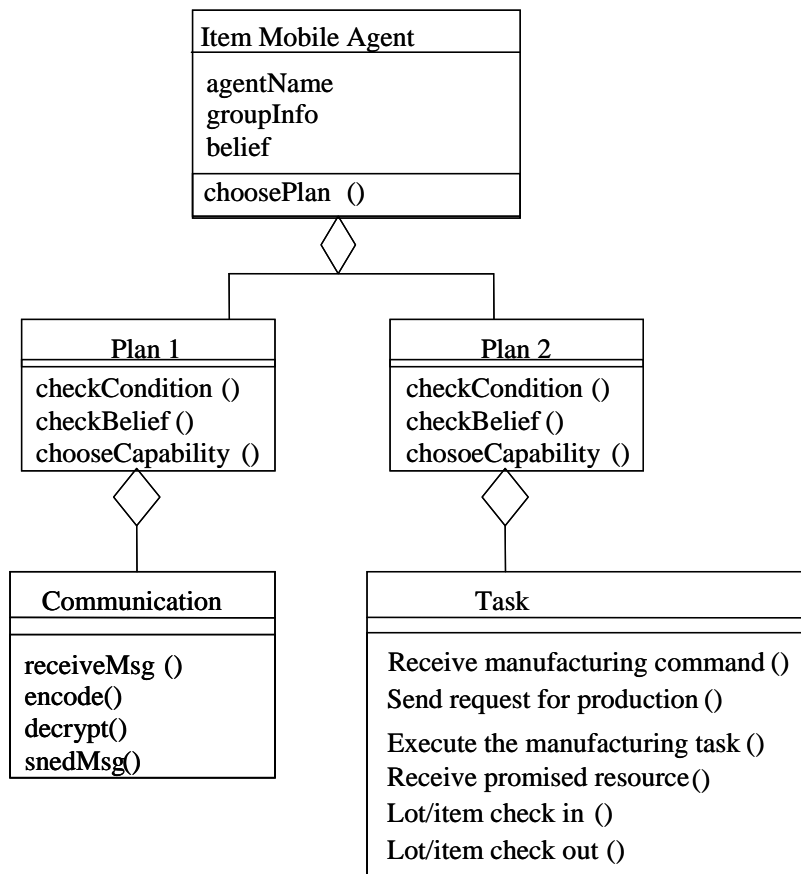 Item Mobile Agent
agentName
groupInfo
belief
choosePlan ()
Plan 1
checkCondition ()
checkBelief ()
chooseCapability ()
Plan 2
checkCondition ()
checkBelief ()
chosoeCapability ()
Communication
receiveMsg ()
encode()
decrypt()
snedMsg()
Task
Receive manufacturing command ()
Send request for production ()
Execute the manufacturing task ()
Receive promised resource()
Lot/item check in ()
Lot/item check out ()